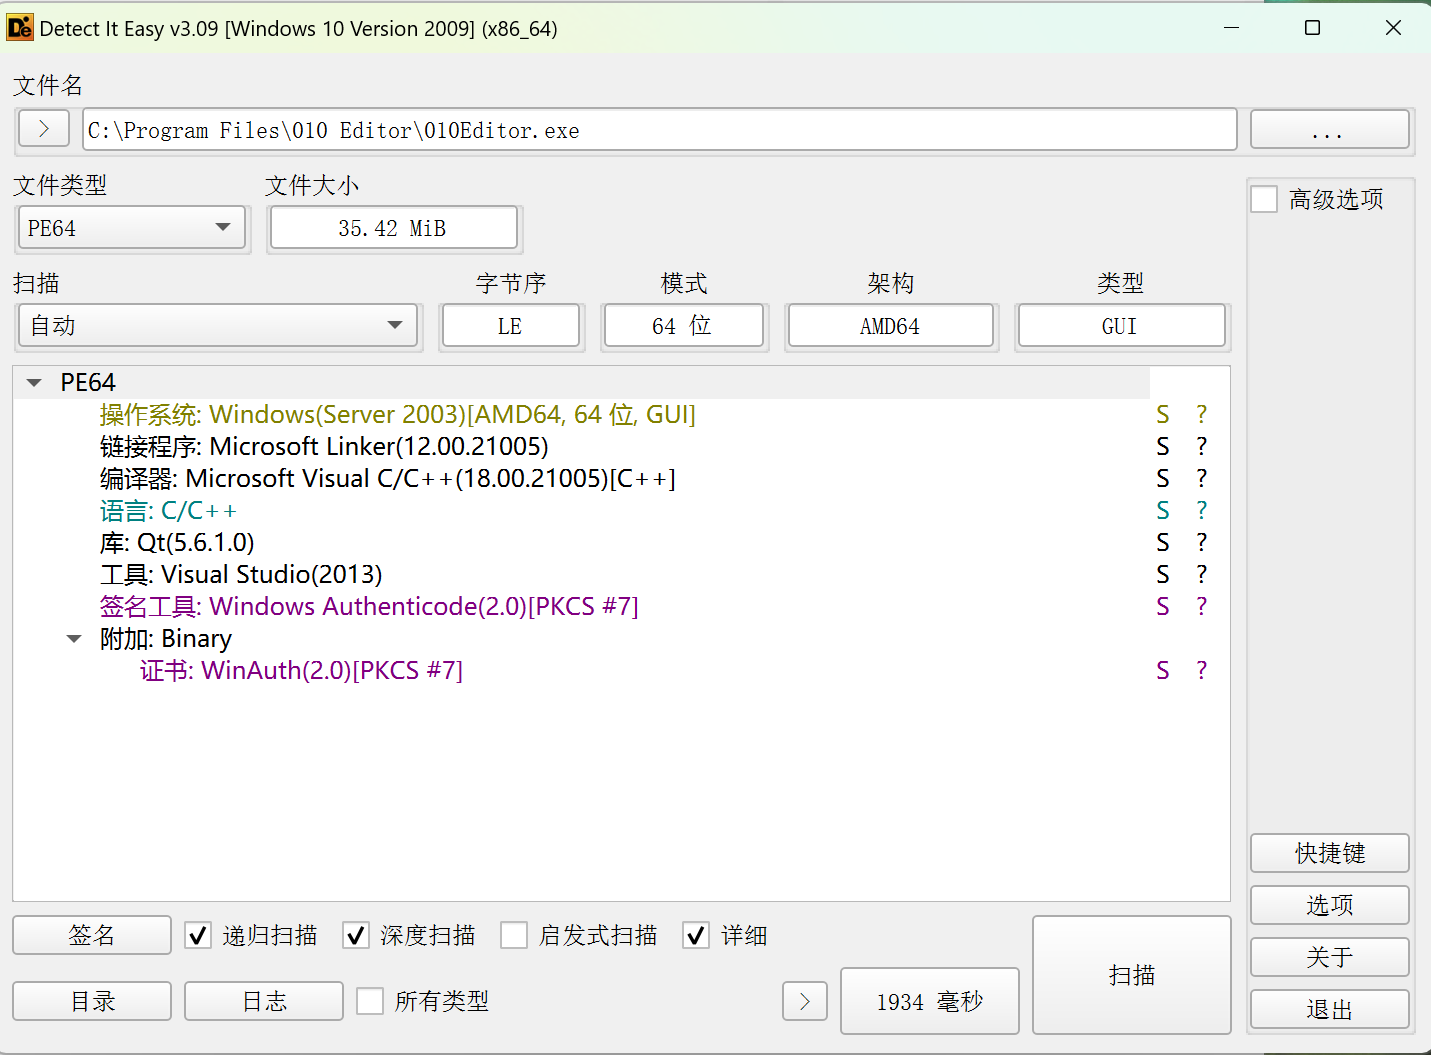 Detect It Easy v3.09 [Windows 10 Version 2009] (x86_64)
文件名
C:\Program Files\010 Editor\010Editor.exe
...
文件类型
文件大小
PE64
35.42 MiB
高级选项
扫描
字节序
模式
架构
类型
自动
LE
64 位
AMD64
GUI
PE64
操作系统: Windows(Server 2003)[AMD64, 64 位, GUI] S ?
链接程序: Microsoft Linker(12.00.21005) S ?
编译器: Microsoft Visual C/C++(18.00.21005)[C++] S ?
语言: C/C++ S ?
库: Qt(5.6.1.0) S ?
工具: Visual Studio(2013) S ?
签名工具: Windows Authenticode(2.0)[PKCS #7] S ?
附加: Binary
证书: WinAuth(2.0)[PKCS #7] S ?
签名
递归扫描
深度扫描
启发式扫描
详细
目录
日志
所有类型
1934 毫秒
扫描
快捷键
选项
关于
退出